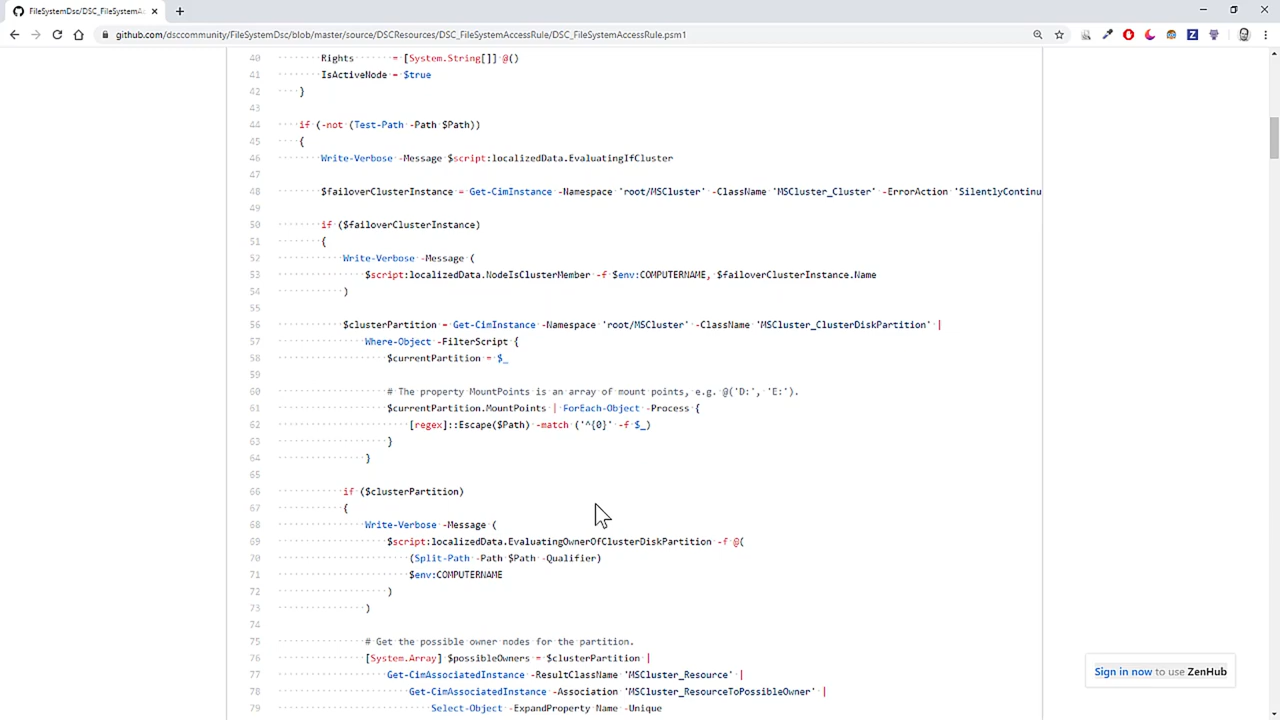 FileSystemDsc/DSC_FileSystemAcc
github.com/dsccommunity/FileSystemDsc/blob/master/source/DSCResources/DSC_FileSystemAccessRule/DSC_FileSystemAccessRule.psm1
40 Rights = [System.String[]] @()
41 IsActiveNode = $true
42 }
43
44 if (-not (Test-Path -Path $Path))
45 {
46 Write-Verbose -Message $script:localizedData.EvaluatingIfCluster
47
48 $failoverClusterInstance = Get-CimInstance -Namespace 'root/MSCluster' -ClassName 'MSCluster_Cluster' -ErrorAction 'SilentlyContinu
49
50 if ($failoverClusterInstance)
51 {
52 Write-Verbose -Message (
53 $script:localizedData.NodeIsClusterMember -f $env:COMPUTERNAME, $failoverClusterInstance.Name
54 )
55
56 $clusterPartition = Get-CimInstance -Namespace 'root/MSCluster' -ClassName 'MSCluster_ClusterDiskPartition' |
57 Where-Object -FilterScript {
58 $currentPartition = $_
59
60 # The property MountPoints is an array of mount points, e.g. @('D:', 'E:').
61 $currentPartition.MountPoints | ForEach-Object -Process {
62 [regex]::Escape($Path) -match ('^{0}' -f $_)
63 }
64 }
65
66 if ($clusterPartition)
67 {
68 Write-Verbose -Message (
69 $script:localizedData.EvaluatingOwnerOfClusterDiskPartition -f @(
70 (Split-Path -Path $Path -Qualifier)
71 $env:COMPUTERNAME
72 )
73 )
74
75 # Get the possible owner nodes for the partition.
76 [System.Array] $possibleOwners = $clusterPartition |
77 Get-CimAssociatedInstance -ResultClassName 'MSCluster_Resource' |
78 Get-CimAssociatedInstance -Association 'MSCluster_ResourceToPossibleOwner' |
79 Select-Object -ExpandProperty Name -Unique
Sign in now to use ZenHub